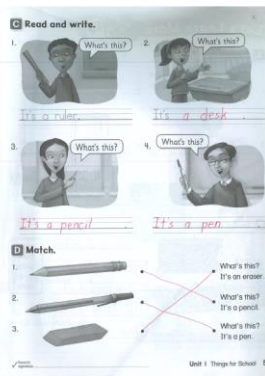 C Read and write.
1. What's this?
It's a ruler.
2. What's this?
It's a desk.
3. What's this?
It's a pencil.
4. What's this?
It's a pen.
D Match.
1.
What's this?
It's an eraser.
2.
What's this?
It's a pencil.
3.
What's this?
It's a pen.
Unit 1 Things for School